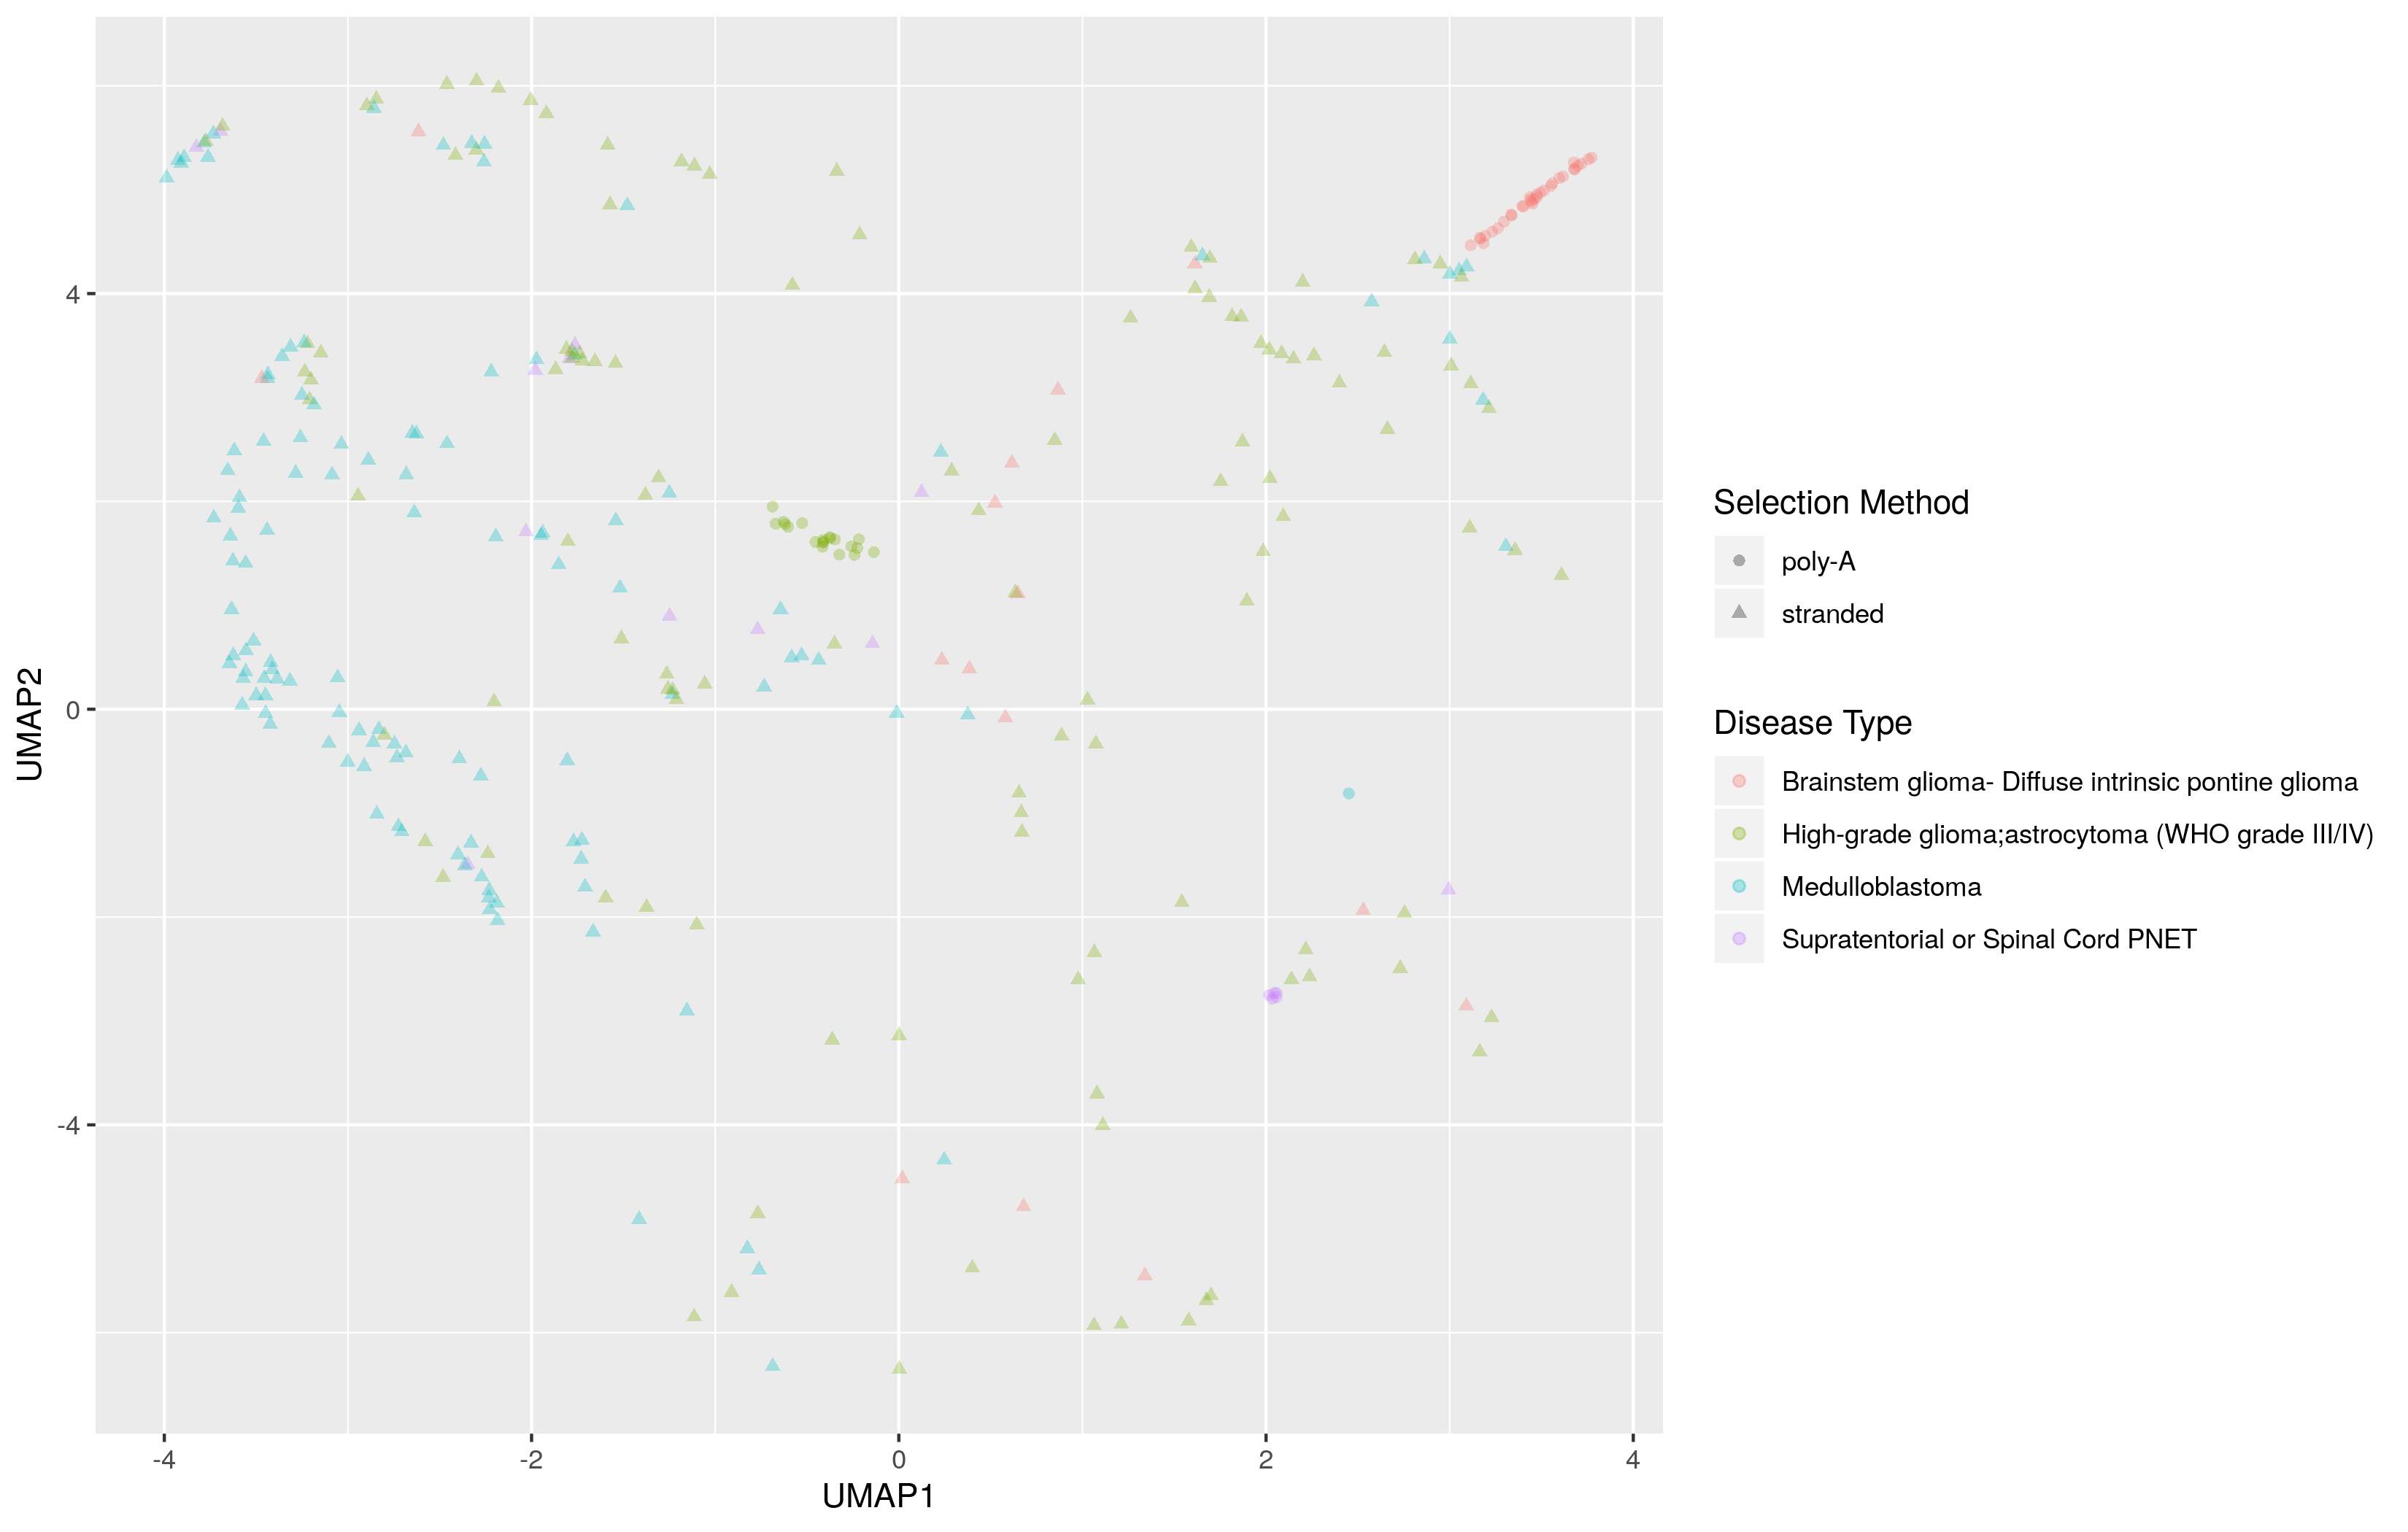 4
0
-4
-4
-2
0
2
4
UMAP1
UMAP2
Selection Method
poly-A
stranded
Disease Type
Brainstem glioma- Diffuse intrinsic pontine glioma
High-grade glioma;astrocytoma (WHO grade III/IV)
Medulloblastoma
Supratentorial or Spinal Cord PNET